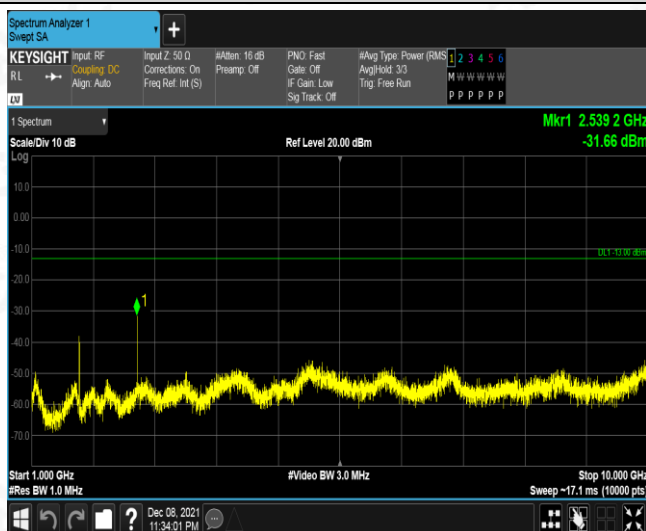 Spectrum Analyzer 1
Swept SA
+
KEYSIGHT
RL
Input: RF
Coupling: DC
Align: Auto
Input Z: 50 Ω
Corrections: On
Freq Ref: Int (S)
#Atten: 16 dB
Preamp: Off
PNO: Fast
Gate: Off
IF Gain: Low
Sig Track: Off
#Avg Type: Power (RMS
Avg|Hold: 3/3
Trig: Free Run
1 2 3 4 5 6
M W W W W W
P P P P P P
LXI
1 Spectrum
Mkr1 2.539 2 GHz
Scale/Div 10 dB
Ref Level 20.00 dBm
-31.66 dBm
Log
10.0
0.00
-10.0
DL1 -13.00 dBm
-20.0
-30.0
1
-40.0
-50.0
-60.0
-70.0
Start 1.000 GHz
#Video BW 3.0 MHz
Stop 10.000 GHz
#Res BW 1.0 MHz
Sweep ~17.1 ms (10000 pts)
?
Dec 08, 2021
11:34:01 PM